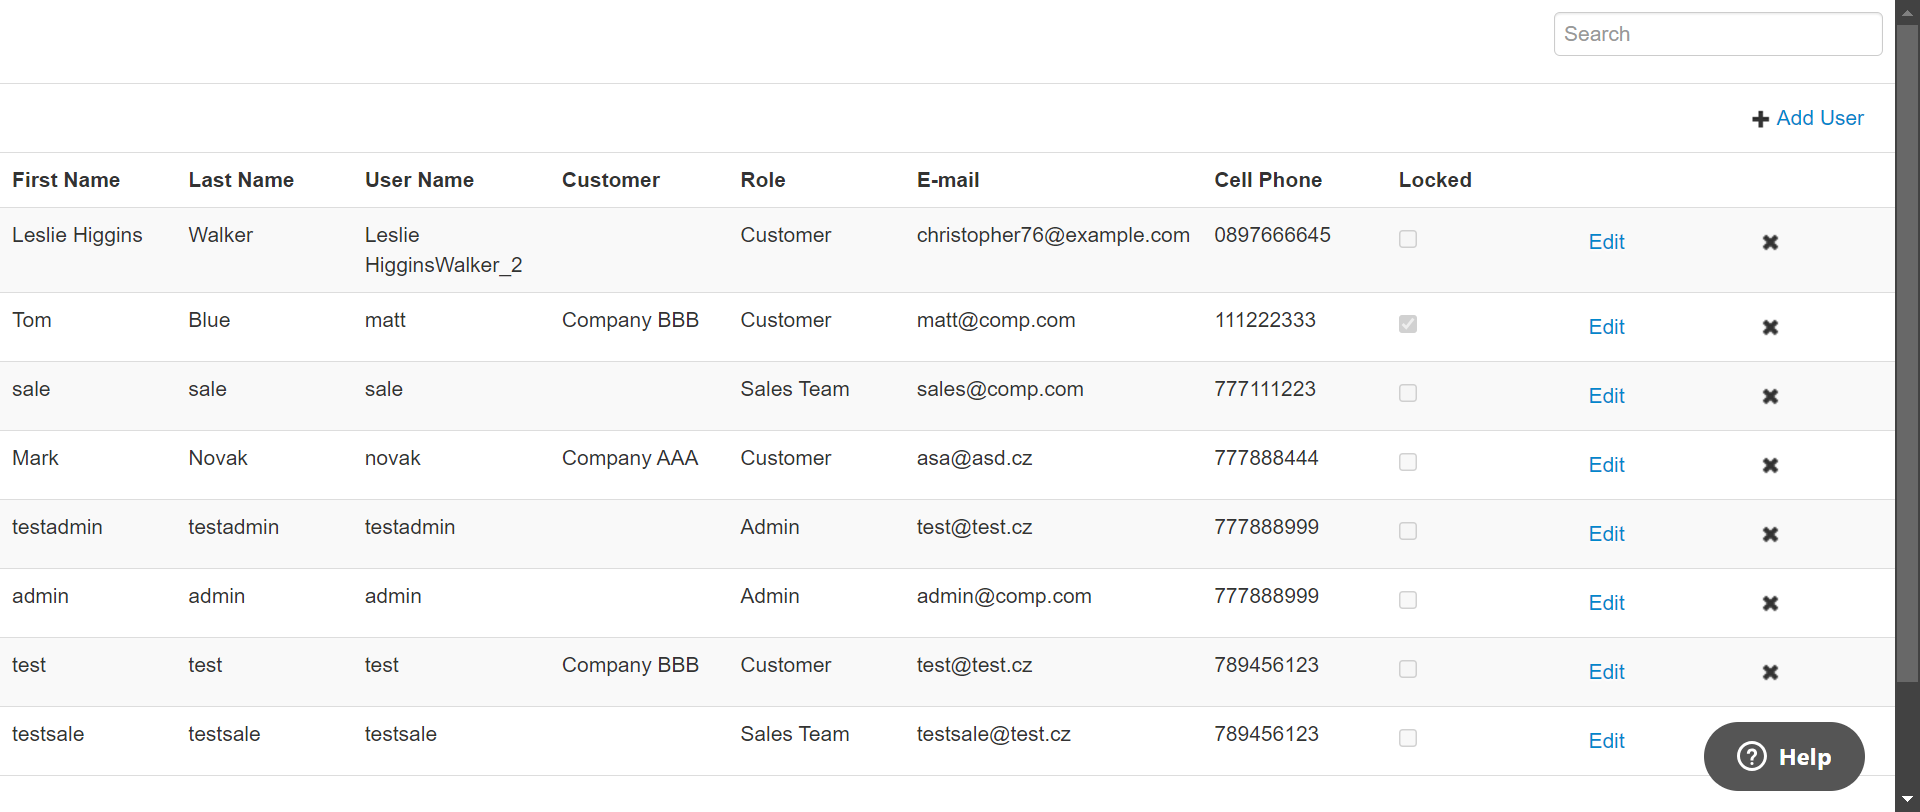 Search
Add User
First Name Last Name User Name Customer Role E-mail Cell Phone Locked
Leslie Higgins Walker Leslie HigginsWalker_2 Customer christopher76@example.com 0897666645 Edit
Tom Blue matt Company BBB Customer matt@comp.com 111222333 Edit
sale sale sale Sales Team sales@comp.com 777111223 Edit
Mark Novak novak Company AAA Customer asa@asd.cz 777888444 Edit
testadmin testadmin testadmin Admin test@test.cz 777888999 Edit
admin admin admin Admin admin@comp.com 777888999 Edit
test test test Company BBB Customer test@test.cz 789456123 Edit
testsale testsale testsale Sales Team testsale@test.cz 789456123 Edit
Help